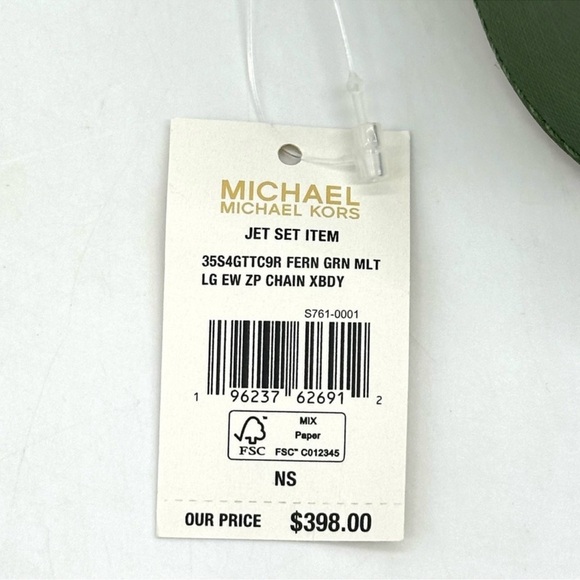 MICHAEL
MICHAEL KORS
JET SET ITEM
35S4GTTC9R FERN GRN MLT
LG EW ZP CHAIN XBDY
S761-0001
1 96237 62691 2
FSC
MIX
Paper
FSC™ C012345
NS
OUR PRICE $398.00